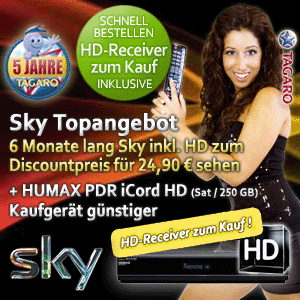 SCHNELL
BESTELLEN
HD-Receiver
zum Kauf
INKLUSIVE
5 JAHRE
TAGARO
TAGARO
Sky Topangebot
6 Monate lang Sky inkl. HD zum
Discountpreis für 24,90 € sehen
+ HUMAX PDR iCord HD (Sat / 250 GB)
Kaufgerät günstiger
HD-Receiver zum Kauf !
sky
HD